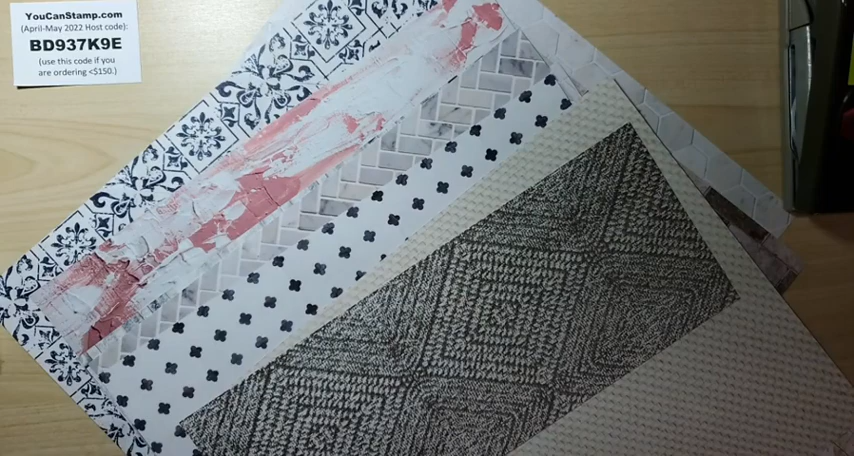 YouCanStamp.com
(April-May 2022 Host code):
BD937K9E
(use this code if you
are ordering <$150.)